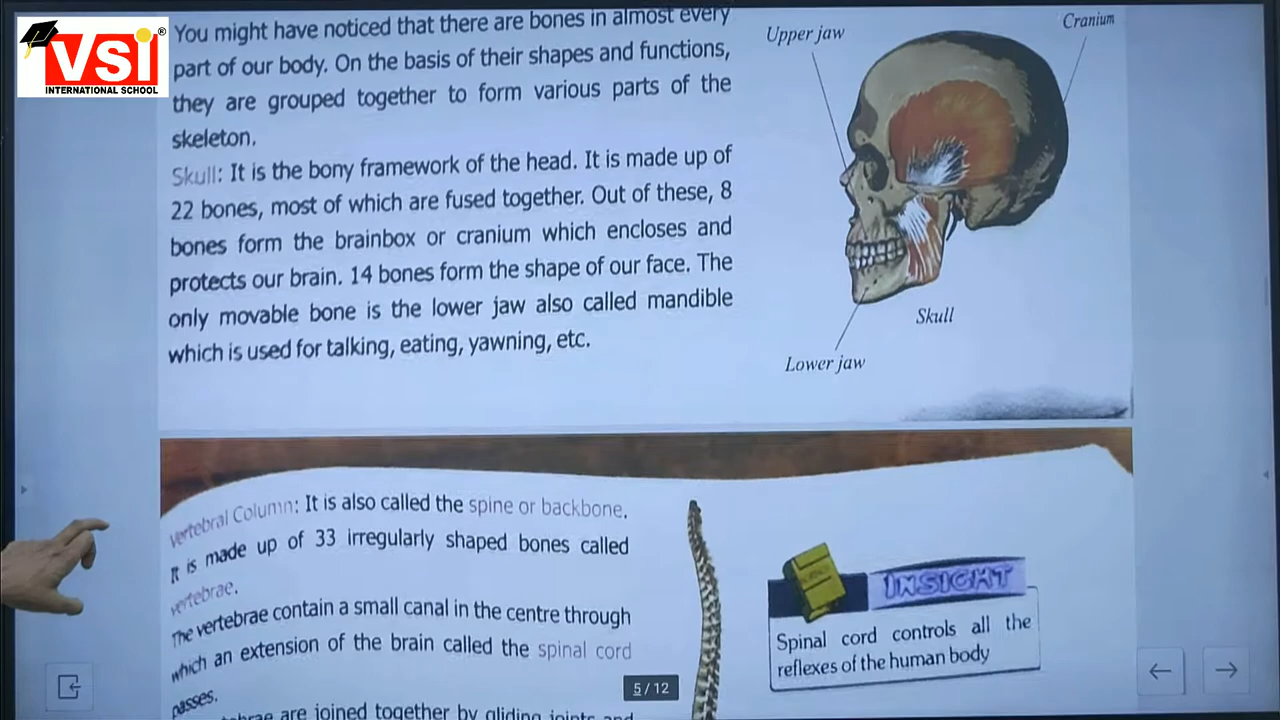 VSI
INTERNATIONAL SCHOOL
You might have noticed that there are bones in almost every
part of our body. On the basis of their shapes and functions,
they are grouped together to form various parts of the
skeleton.
Skull: It is the bony framework of the head. It is made up of
22 bones, most of which are fused together. Out of these, 8
bones form the brainbox or cranium which encloses and
protects our brain. 14 bones form the shape of our face. The
only movable bone is the lower jaw also called mandible
which is used for talking, eating, yawning, etc.
Upper jaw
Cranium
Skull
Lower jaw
Vertebral Column: It is also called the spine or backbone.
It is made up of 33 irregularly shaped bones called
vertebrae.
The vertebrae contain a small canal in the centre through
which an extension of the brain called the spinal cord
passes.
are joined together by gliding joints and
INSIGHT
Spinal cord controls all the
reflexes of the human body
5 / 12